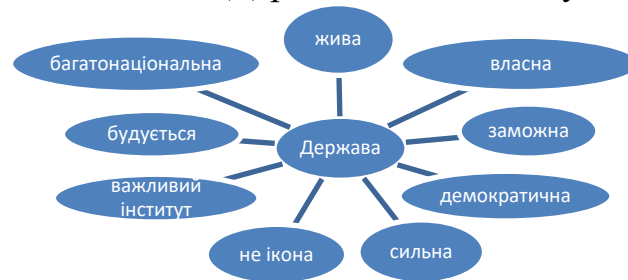 жива
багатонаціональна
власна
будується
Держава
заможна
важливий
інститут
демократична
не ікона
сильна